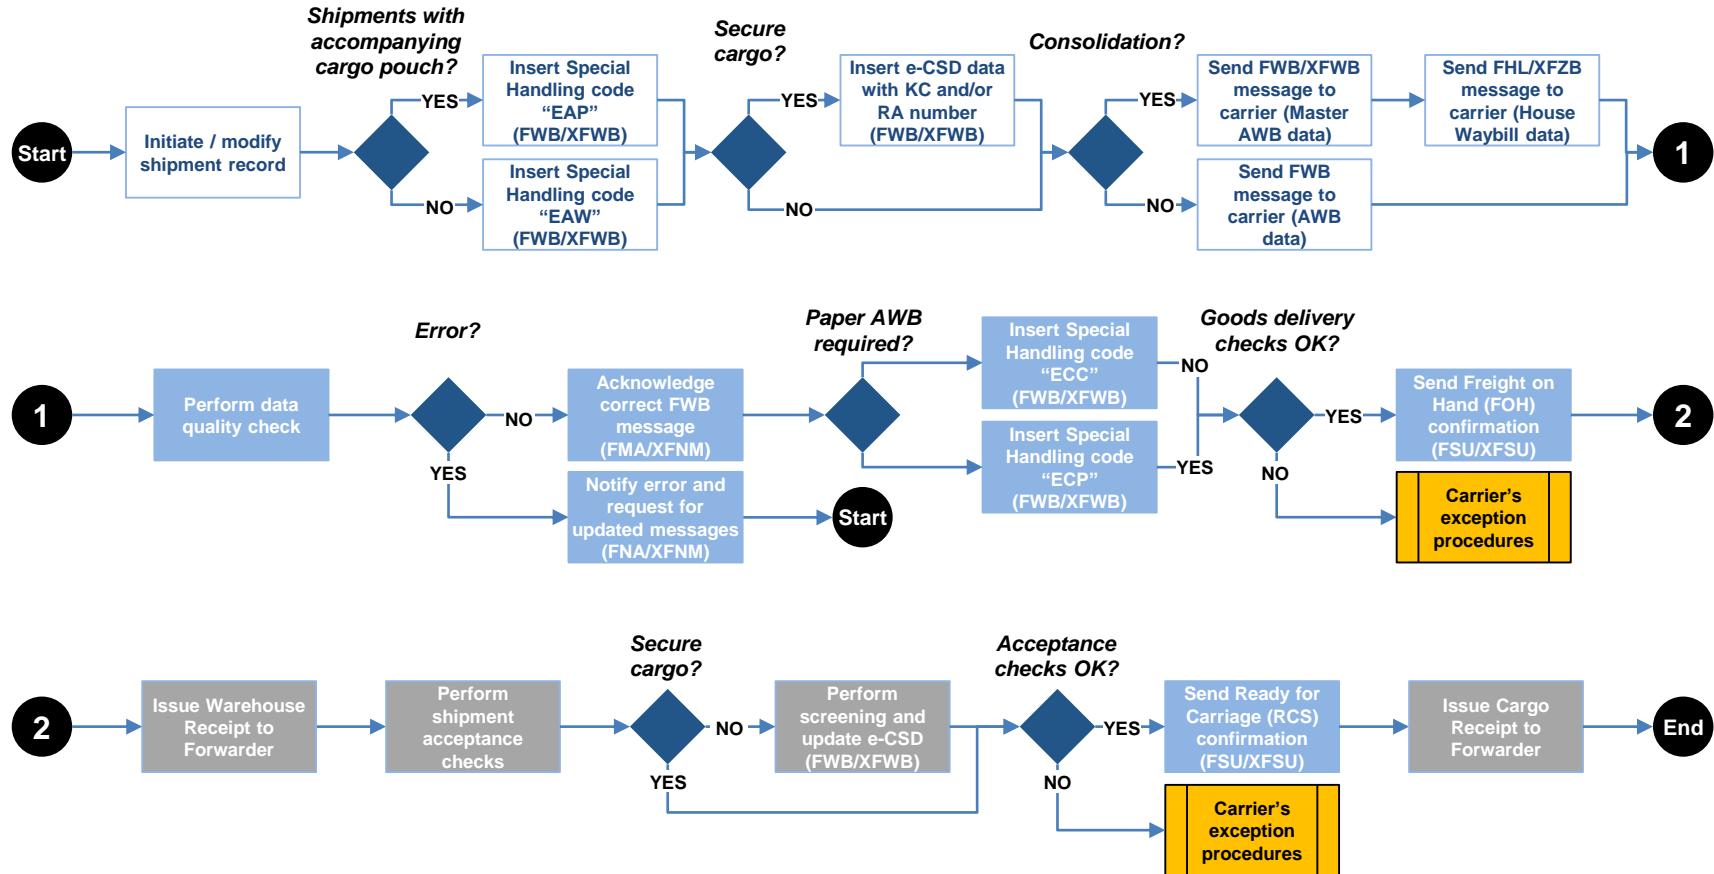 Shipments with
accompanying
cargo pouch?
Secure
cargo?
Consolidation?
Start
Initiate / modify
shipment record
YES
Insert Special
Handling code
“EAP”
(FWB/XFWB)
NO
Insert Special
Handling code
“EAW”
(FWB/XFWB)
YES
Insert e-CSD data
with KC and/or
RA number
(FWB/XFWB)
NO
YES
Send FWB/XFWB
message to
carrier (Master
AWB data)
Send FHL/XFZB
message to
carrier (House
Waybill data)
NO
Send FWB
message to
carrier (AWB
data)
1
Error?
Paper AWB
required?
Goods delivery
checks OK?
1
Perform data
quality check
NO
Acknowledge
correct FWB
message
(FMA/XFNM)
YES
Notify error and
request for
updated messages
(FNA/XFNM)
Start
Insert Special
Handling code
“ECC”
(FWB/XFWB)
NO
Insert Special
Handling code
“ECP”
(FWB/XFWB)
YES
YES
Send Freight on
Hand (FOH)
confirmation
(FSU/XFSU)
NO
Carrier’s
exception
procedures
2
Secure
cargo?
Acceptance
checks OK?
2
Issue Warehouse
Receipt to
Forwarder
Perform
shipment
acceptance
checks
NO
Perform
screening and
update e-CSD
(FWB/XFWB)
YES
YES
Send Ready for
Carriage (RCS)
confirmation
(FSU/XFSU)
NO
Carrier’s
exception
procedures
Issue Cargo
Receipt to
Forwarder
End